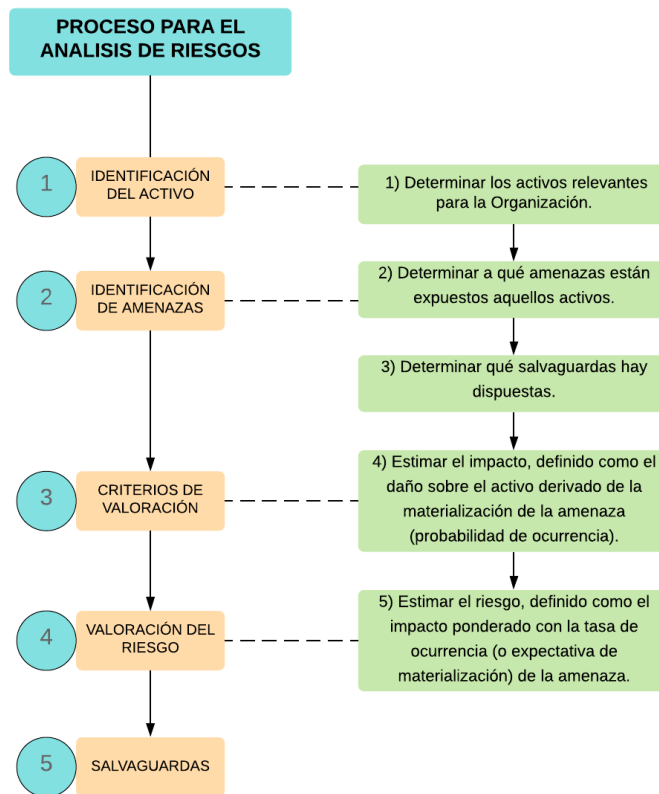 PROCESO PARA EL
ANALISIS DE RIESGOS
1
IDENTIFICACIÓN
DEL ACTIVO
1) Determinar los activos relevantes
para la Organización.
2
IDENTIFICACIÓN
DE AMENAZAS
2) Determinar a qué amenazas están
expuestos aquellos activos.
3) Determinar qué salvaguardas hay
dispuestas.
3
CRITERIOS DE
VALORACIÓN
4) Estimar el impacto, definido como el
daño sobre el activo derivado de la
materialización de la amenaza
(probabilidad de ocurrencia).
4
VALORACIÓN DEL
RIESGO
5) Estimar el riesgo, definido como el
impacto ponderado con la tasa de
ocurrencia (o expectativa de
materialización) de la amenaza.
5
SALVAGUARDAS